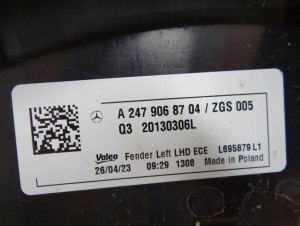 A 247 906 87 04 / ZGS 005
Q3 20130306L
Valeo Fender Left LHD ECE L695879 L1
26/04/23 09:29 1308 Made in Poland